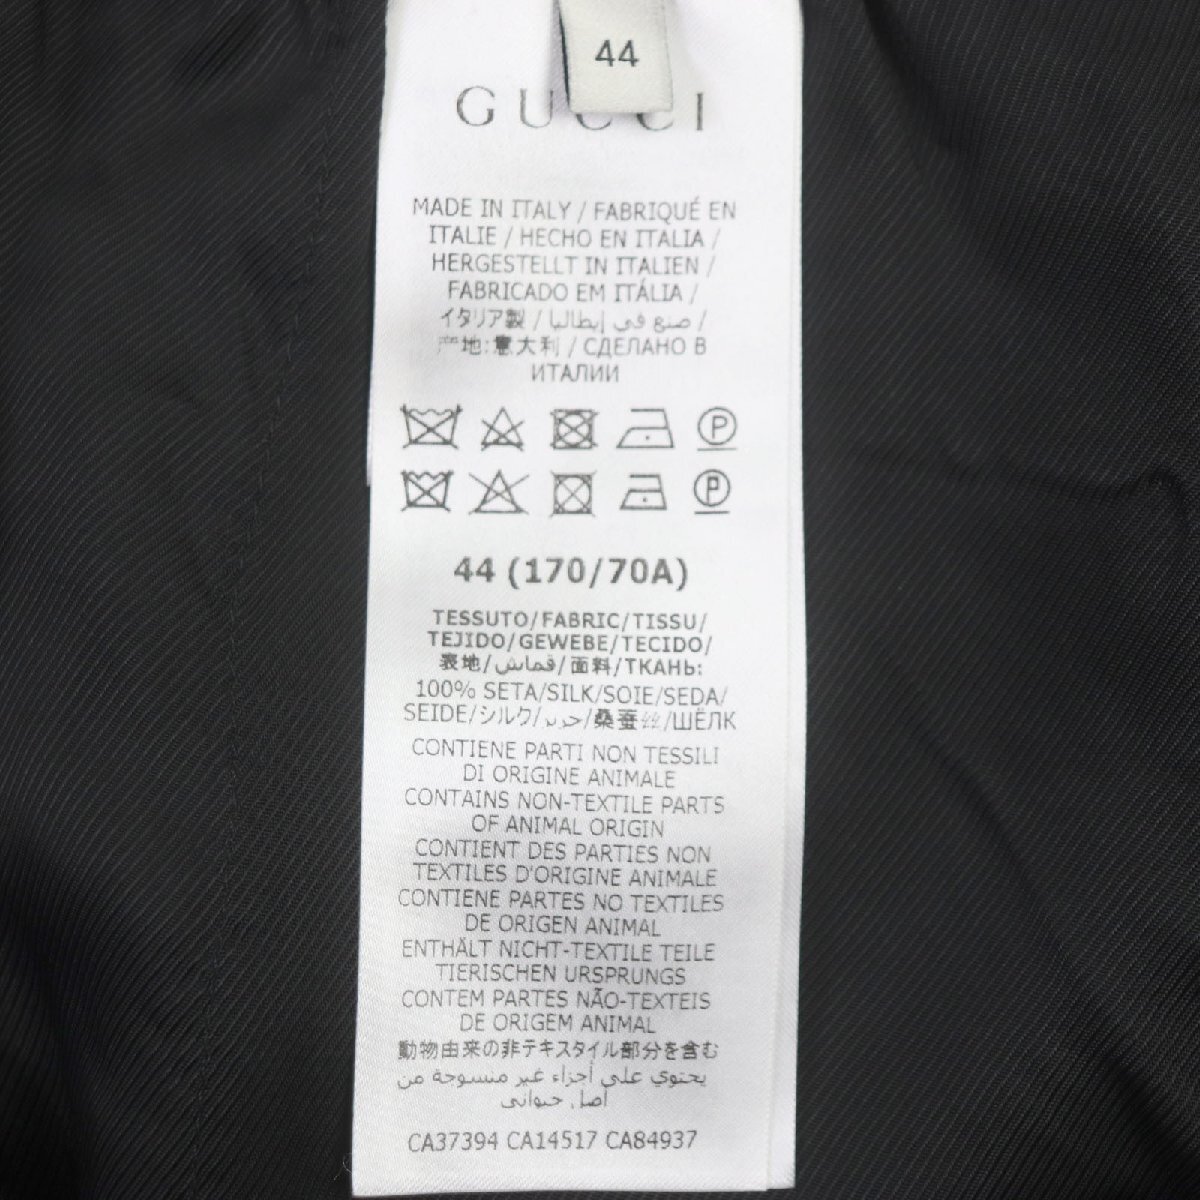 44
GUCCI
MADE IN ITALY / FABRIQUÉ EN
ITALIE / HECHO EN ITALIA /
HERGESTELLT IN ITALIEN /
FABRICADO EM ITÁLIA /
イタリア製 / صنع في إيطاليا /
产地:意大利 / СДЕЛАНО В
ИТАЛИИ
P
P
44 (170/70A)
TESSUTO/FABRIC/TISSU/
TEJIDO/GEWEBE/TECIDO/
表地/قماش/面料/ТКАНЬ:
100% SETA/SILK/SOIE/SEDA/
SEIDE/シルク/حرير/桑蚕丝/ШЁЛК
CONTIENE PARTI NON TESSILI
DI ORIGINE ANIMALE
CONTAINS NON-TEXTILE PARTS
OF ANIMAL ORIGIN
CONTIENT DES PARTIES NON
TEXTILES D'ORIGINE ANIMALE
CONTIENE PARTES NO TEXTILES
DE ORIGEN ANIMAL
ENTHÄLT NICHT-TEXTILE TEILE
TIERISCHEN URSPRUNGS
CONTEM PARTES NÃO-TEXTEIS
DE ORIGEM ANIMAL
動物由来の非テキスタイル部分を含む
يحتوي على أجزاء غير منسوجة من
اصل حيوانى
CA37394 CA14517 CA84937